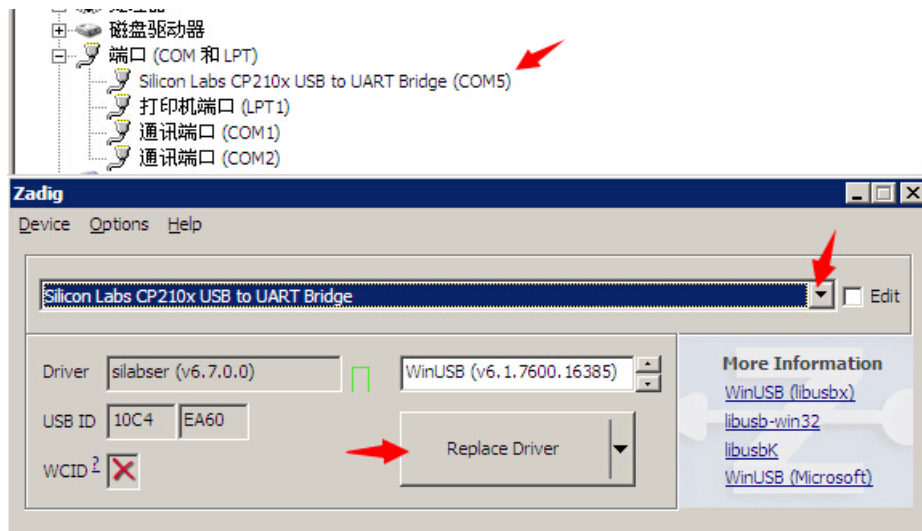 磁盘驱动器
端口 (COM 和 LPT)
Silicon Labs CP210x USB to UART Bridge (COM5)
打印机端口 (LPT1)
通讯端口 (COM1)
通讯端口 (COM2)
Zadig
Device Options Help
Silicon Labs CP210x USB to UART Bridge
Edit
Driver silabser (v6.7.0.0) WinUSB (v6.1.7600.16385)
USB ID 10C4 EA60
WCID ?
Replace Driver
More Information
WinUSB (libusbx)
libusb-win32
libusbK
WinUSB (Microsoft)